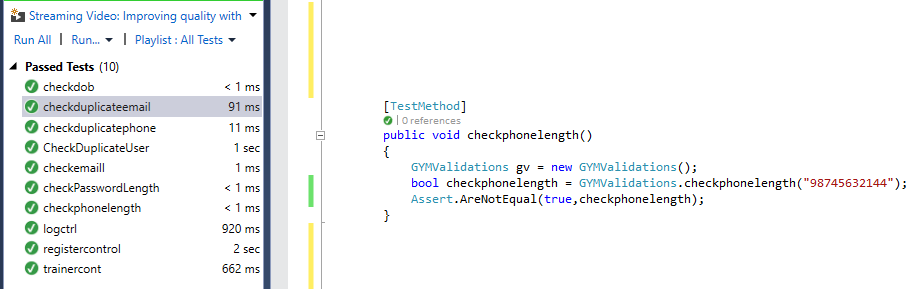 Streaming Video: Improving quality with
Run All | Run... | Playlist : All Tests
Passed Tests (10)
checkdob < 1 ms
checkduplicateemail 91 ms
checkduplicatephone 11 ms
CheckDuplicateUser 1 sec
checkemaill 1 ms
checkPasswordLength < 1 ms
checkphonelength < 1 ms
logctrl 920 ms
registercontrol 2 sec
trainercont 662 ms
[TestMethod]
| 0 references
public void checkphonelength()
{
GYMValidations gv = new GYMValidations();
bool checkphonelength = GYMValidations.checkphonelength("98745632144");
Assert.AreNotEqual(true,checkphonelength);
}